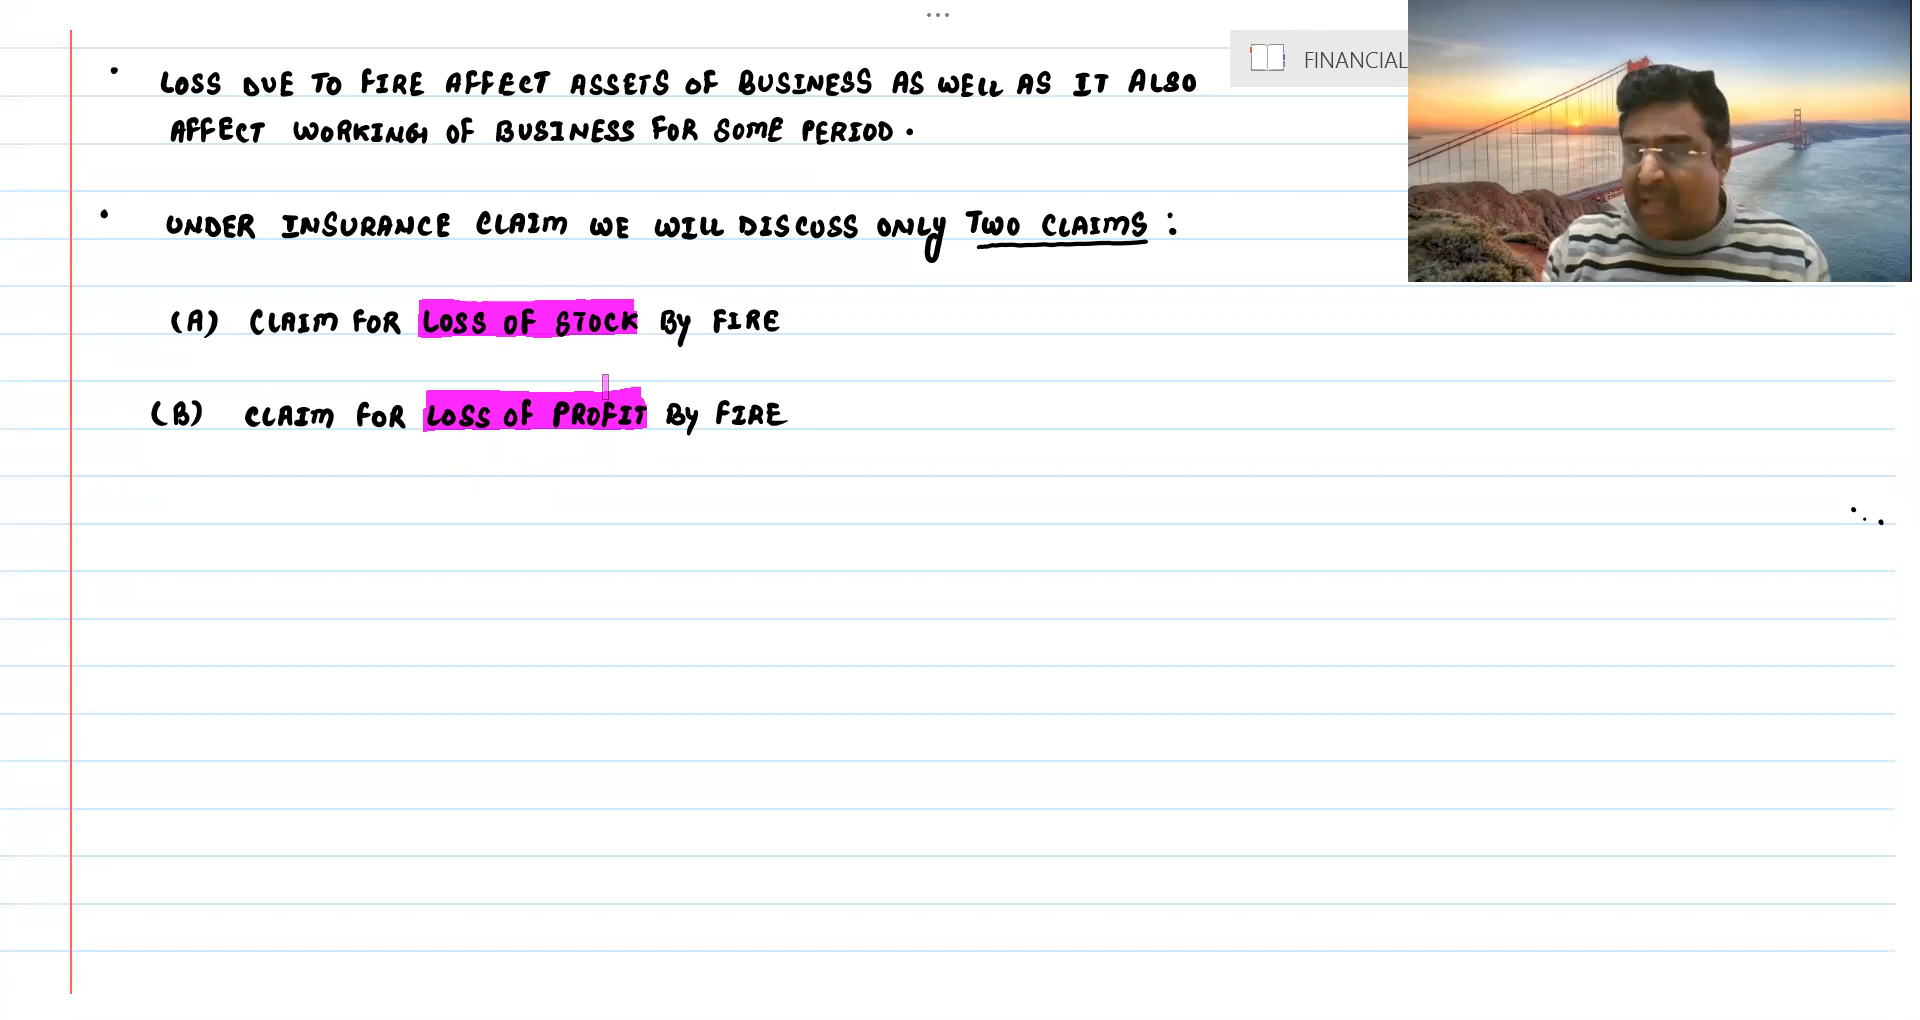 LOSS DUE TO FIRE AFFECT ASSETS OF BUSINESS AS WELL AS IT ALSO
AFFECT WORKING OF BUSINESS FOR SOME PERIOD.
UNDER INSURANCE CLAIM WE WILL DISCUSS ONLY TWO CLAIMS :
(A) CLAIM FOR LOSS OF STOCK BY FIRE
(B) CLAIM FOR LOSS OF PROFIT BY FIRE
FINANCIAL